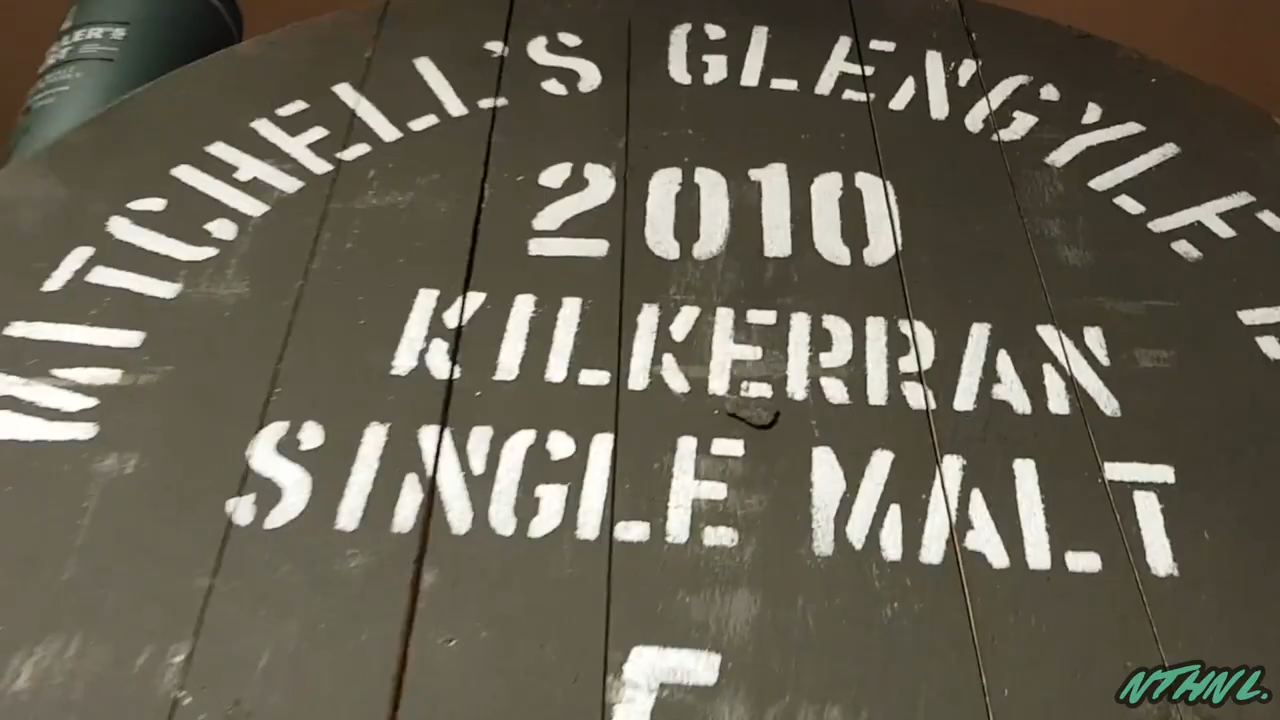 MITCHELL'S GLENGYLE
2010
KILKERRAN
SINGLE MALT
NTHNL.